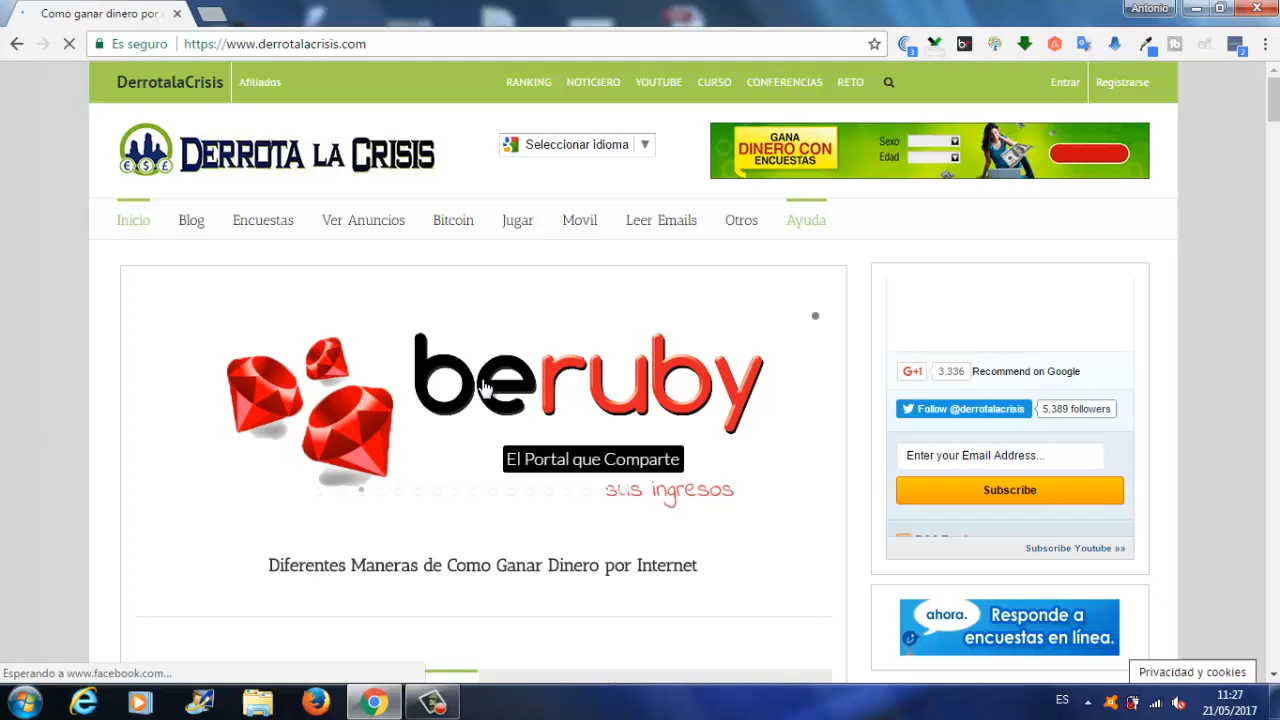 Como ganar dinero por
Antonio
Es seguro
https://www.derrotalacrisis.com
3
2
DerrotalaCrisis
Afiliados
RANKING
NOTICIERO
YOUTUBE
CURSO
CONFERENCIAS
RETO
Entrar
Registrarse
DERROTA LA CRISIS
Seleccionar idioma
GANA
DINERO CON
ENCUESTAS
Sexo
Edad
Inicio
Blog
Encuestas
Ver Anuncios
Bitcoin
Jugar
Movil
Leer Emails
Otros
Ayuda
beruby
El Portal que Comparte
sus ingresos
Diferentes Maneras de Como Ganar Dinero por Internet
G+1
3.336
Recommend on Google
Follow @derrotalacrisis
5,389 followers
Enter your Email Address...
Subscribe
Subscribe Youtube »»
ahora.
Responde a
encuestas en línea.
Privacidad y cookies
Esperando a www.facebook.com...
ES
11:27
21/05/2017